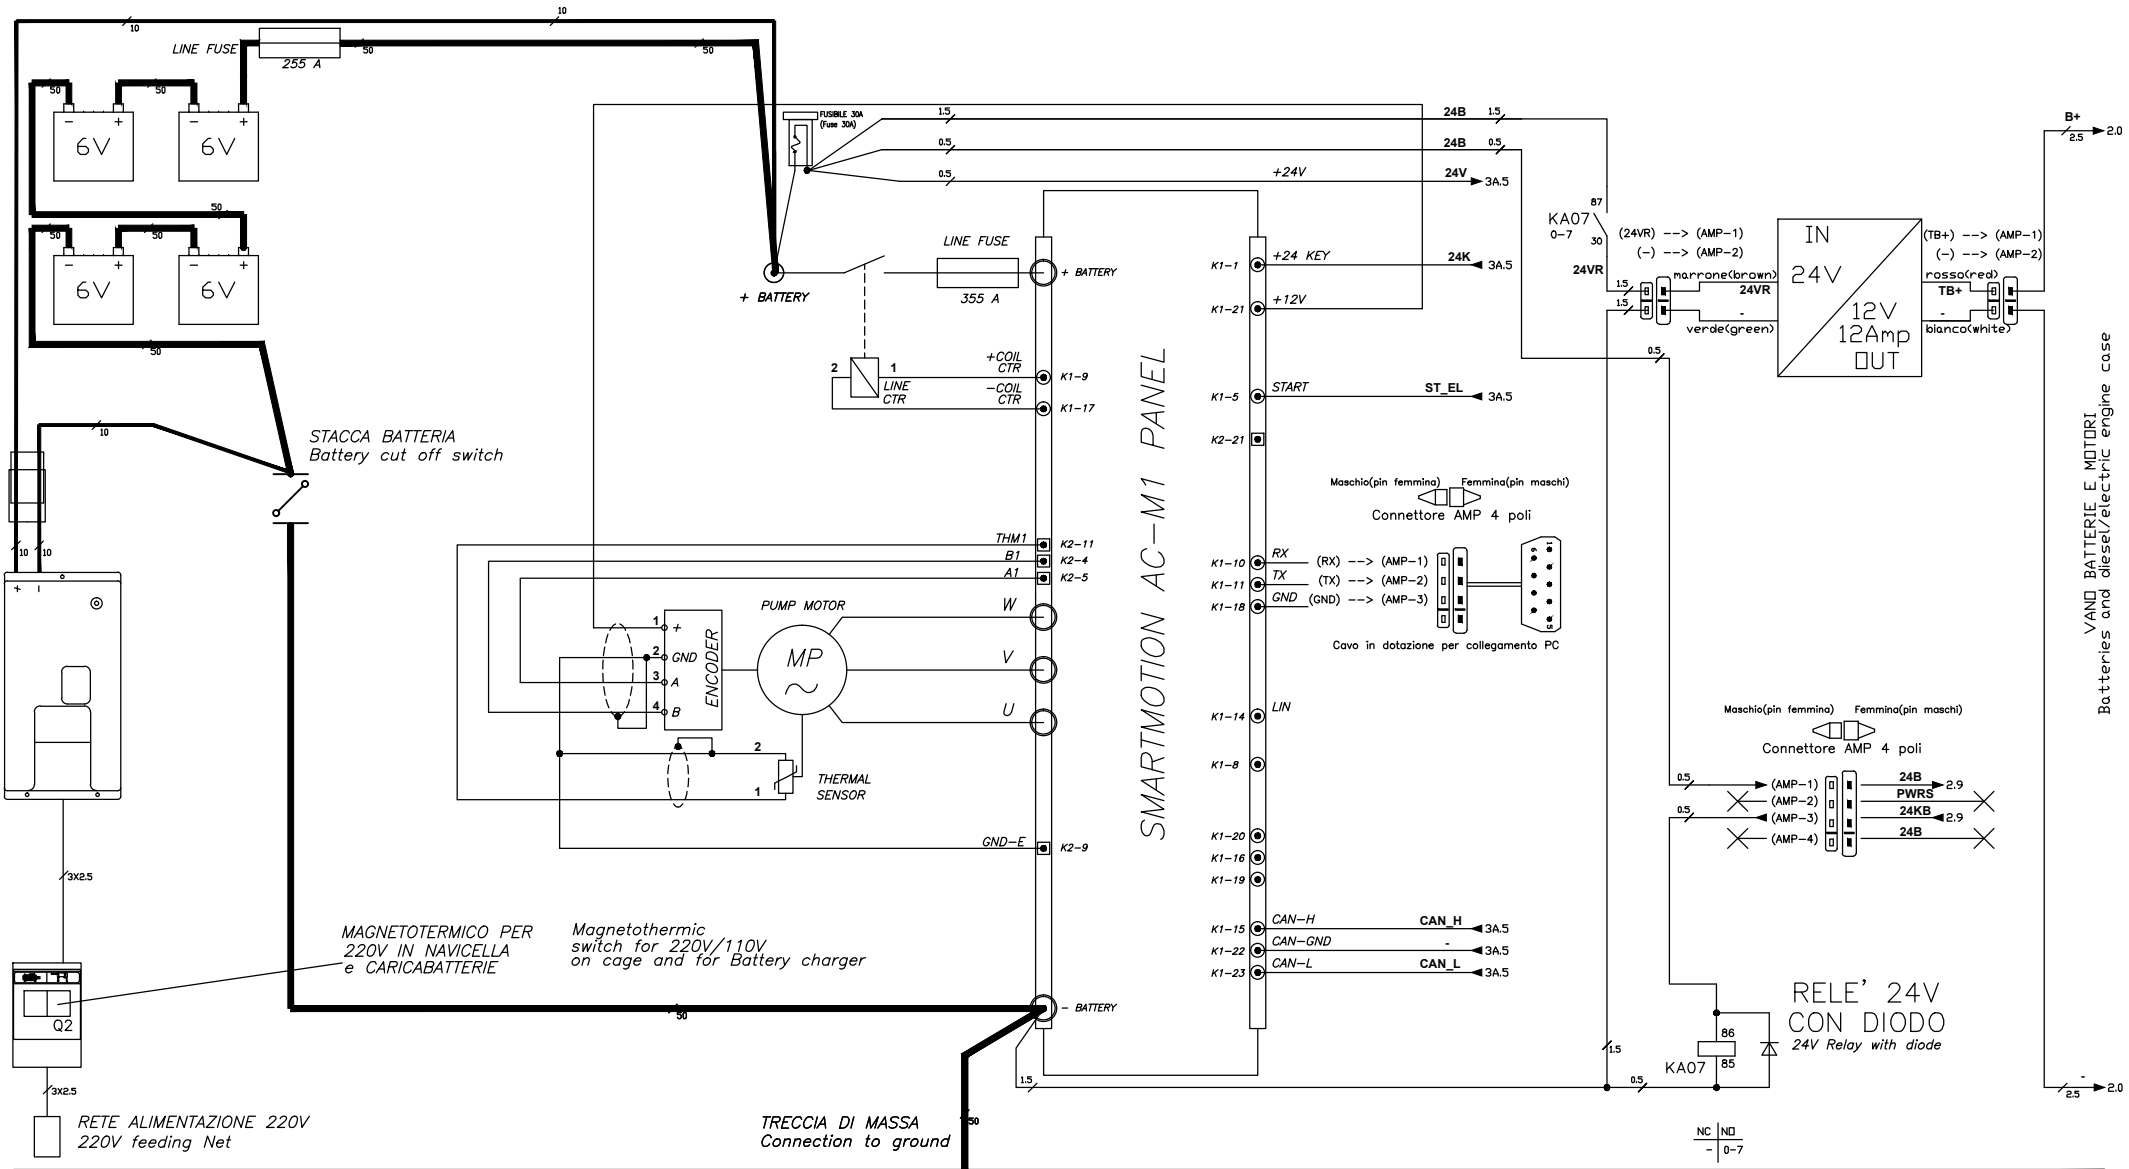 10
10
LINE FUSE
255 A
50
50
50
50
- +
6V
- +
6V
50
50
50
- +
6V
- +
6V
50
10
STACCA BATTERIA
Battery cut off switch
10
10
+ -
3X2.5
MAGNETOTERMICO PER
220V IN NAVICELLA
e CARICABATTERIE
Magnetothermic
switch for 220V/110V
on cage and for Battery charger
Q2
3X2.5
RETE ALIMENTAZIONE 220V
220V feeding Net
50
TRECCIA DI MASSA
Connection to ground
50
FUSIBILE 30A
(Fuse 30A)
1.5 24B 1.5
0.5 24B 0.5
0.5 +24V 24V 3A.5
+ BATTERY
LINE FUSE
355 A
+ BATTERY
2 1
LINE
CTR
+COIL
CTR
K1-9
-COIL
CTR
K1-17
THM1 K2-11
B1 K2-4
A1 K2-5
PUMP MOTOR
MP
W
V
U
ENCODER
1 +
2 GND
3 A
4 B
2
1
THERMAL
SENSOR
GND-E K2-9
- BATTERY
1.5
SMARTMOTION AC-M1 PANEL
K1-1 +24 KEY 24K 3A.5
K1-21 +12V
K1-5 START ST_EL 3A.5
K2-21
Maschio(pin femmina) Femmina(pin maschi)
Connettore AMP 4 poli
K1-10 RX (RX) --> (AMP-1)
K1-11 TX (TX) --> (AMP-2)
K1-18 GND (GND) --> (AMP-3)
1
6
5
Cavo in dotazione per collegamento PC
K1-14 LIN
K1-8
K1-20
K1-16
K1-19
K1-15 CAN-H CAN_H 3A.5
K1-22 CAN-GND - 3A.5
K1-23 CAN-L CAN_L 3A.5
87
KA07
0-7
30
24VR
(24VR) --> (AMP-1)
(-) --> (AMP-2)
1.5
1.5
marrone(brown)
24VR
-
verde(green)
IN
24V
12V
12Amp
OUT
(TB+) --> (AMP-1)
(-) --> (AMP-2)
rosso(red)
TB+
-
bianco(white)
B+
2.5 2.0
0.5
VANO BATTERIE E MOTORI
Batteries and diesel/electric engine case
Maschio(pin femmina) Femmina(pin maschi)
Connettore AMP 4 poli
0.5 (AMP-1) 24B 2.9
(AMP-2) PWRS
0.5 (AMP-3) 24KB 2.9
(AMP-4) 24B
RELE' 24V
CON DIODO
24V Relay with diode
86
KA07 85
1.5
0.5
-
2.5 2.0
NC NO
- 0-7